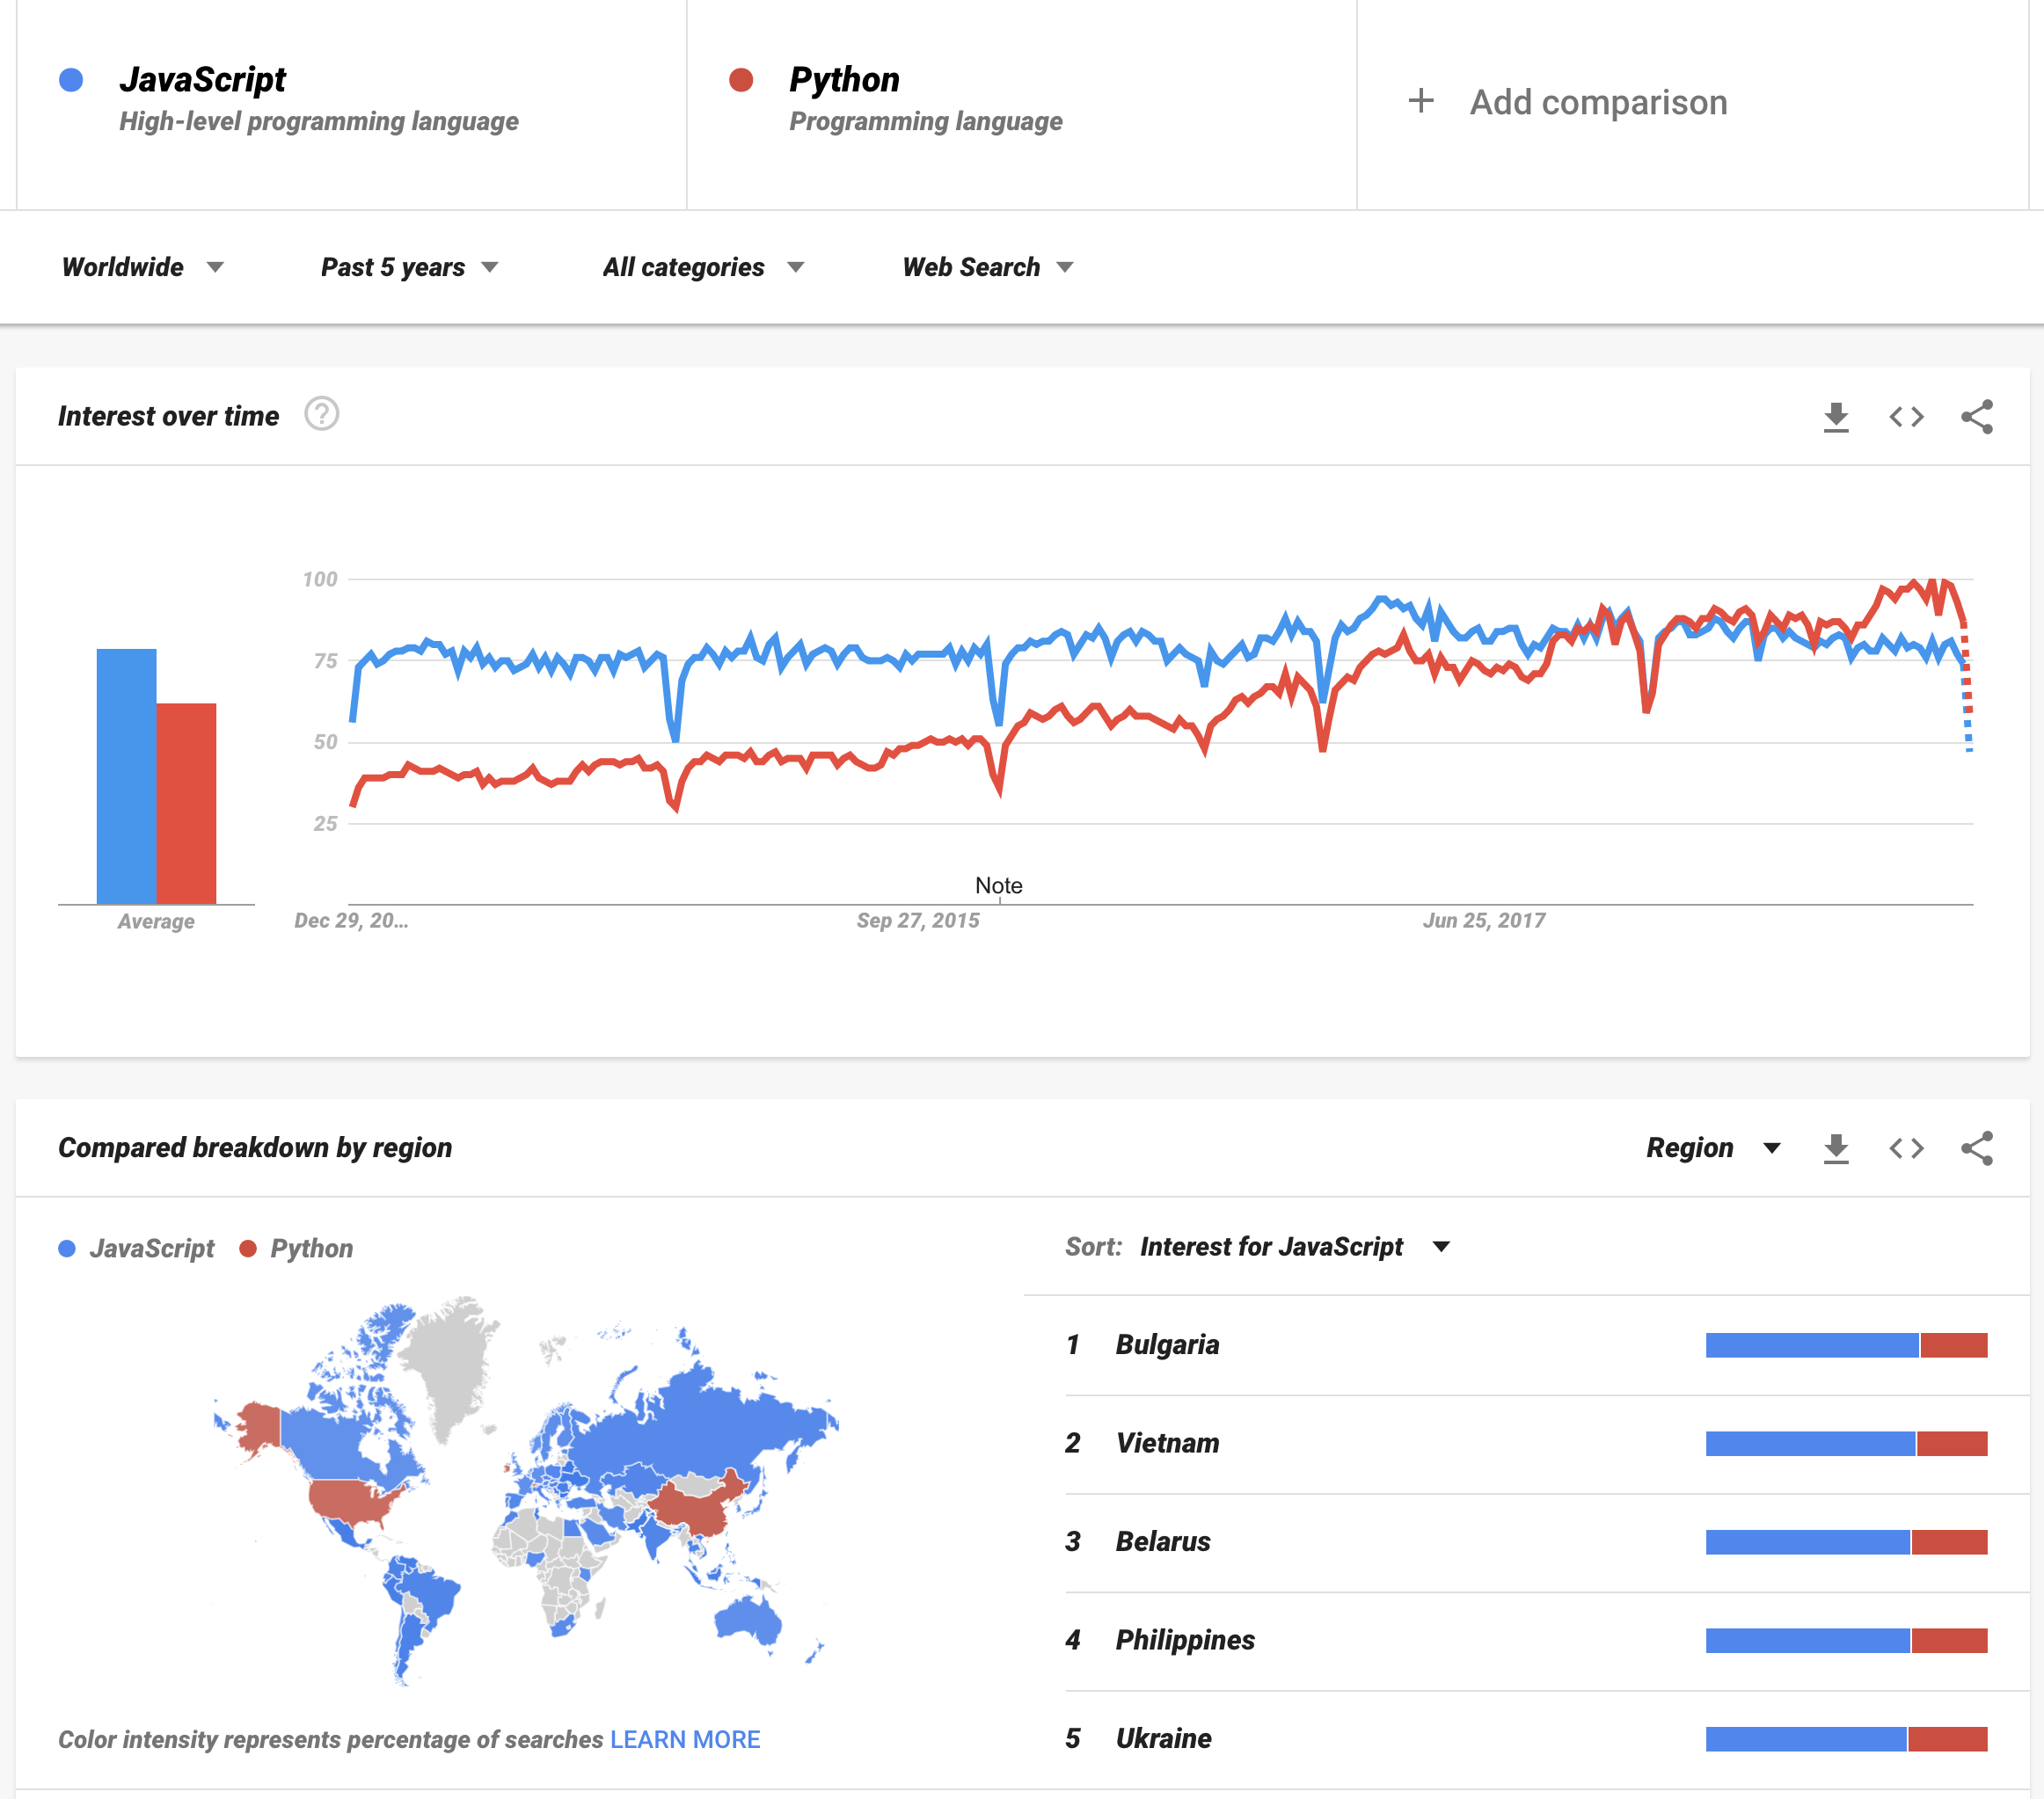 JavaScript
High-level programming language
Python
Programming language
+ Add comparison
Worldwide
Past 5 years
All categories
Web Search
Interest over time
?
100
75
50
25
Note
Average
Dec 29, 20...
Sep 27, 2015
Jun 25, 2017
Compared breakdown by region
Region
JavaScript
Python
Sort: Interest for JavaScript
1 Bulgaria
2 Vietnam
3 Belarus
4 Philippines
5 Ukraine
Color intensity represents percentage of searches LEARN MORE